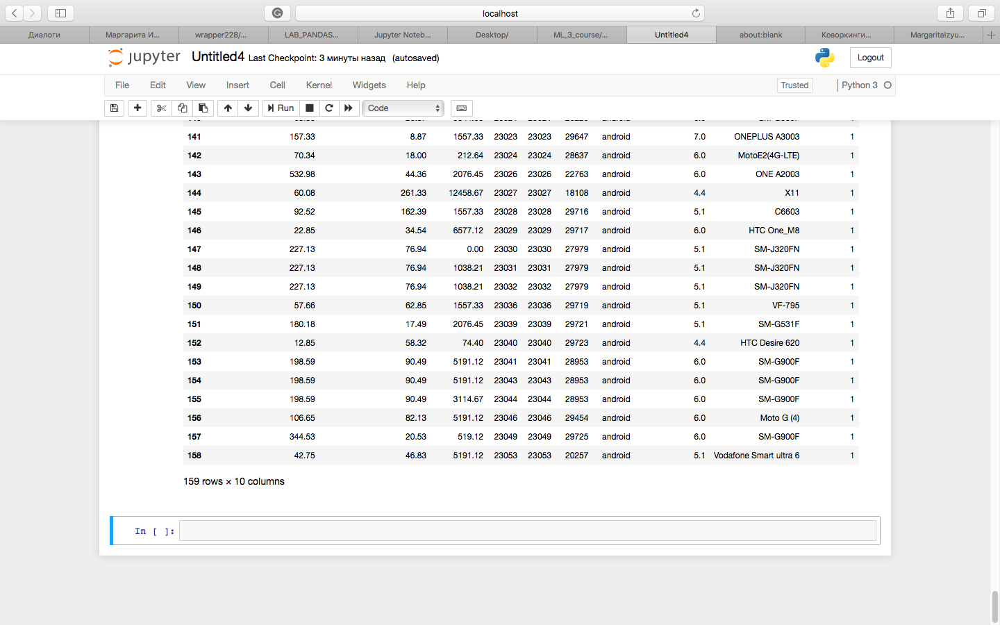 localhost
Диалоги Маргарита И... wrapper228/... LAB_PANDAS... Jupyter Noteb... Desktop/ ML_3_course/... Untitled4 about:blank Коворкинги... MargaritaIzyu...
jupyter Untitled4 Last Checkpoint: 3 минуты назад (autosaved) Logout
File Edit View Insert Cell Kernel Widgets Help Trusted Python 3
Run Code
141 157.33 8.87 1557.33 23023 23023 29647 android 7.0 ONEPLUS A3003 1
142 70.34 18.00 212.64 23024 23024 28637 android 6.0 MotoE2(4G-LTE) 1
143 532.98 44.36 2076.45 23026 23026 22763 android 6.0 ONE A2003 1
144 60.08 261.33 12458.67 23027 23027 18108 android 4.4 X11 1
145 92.52 162.39 1557.33 23028 23028 29716 android 5.1 C6603 1
146 22.85 34.54 6577.12 23029 23029 29717 android 6.0 HTC One_M8 1
147 227.13 76.94 0.00 23030 23030 27979 android 5.1 SM-J320FN 1
148 227.13 76.94 1038.21 23031 23031 27979 android 5.1 SM-J320FN 1
149 227.13 76.94 1038.21 23032 23032 27979 android 5.1 SM-J320FN 1
150 57.66 62.85 1557.33 23036 23036 29719 android 5.1 VF-795 1
151 180.18 17.49 2076.45 23039 23039 29721 android 5.1 SM-G531F 1
152 12.85 58.32 74.40 23040 23040 29723 android 4.4 HTC Desire 620 1
153 198.59 90.49 5191.12 23041 23041 28953 android 6.0 SM-G900F 1
154 198.59 90.49 5191.12 23043 23043 28953 android 6.0 SM-G900F 1
155 198.59 90.49 3114.67 23044 23044 28953 android 6.0 SM-G900F 1
156 106.65 82.13 5191.12 23046 23046 29454 android 6.0 Moto G (4) 1
157 344.53 20.53 519.12 23049 23049 29725 android 6.0 SM-G900F 1
158 42.75 46.83 5191.12 23053 23053 20257 android 5.1 Vodafone Smart ultra 6 1
159 rows × 10 columns
In [ ]: